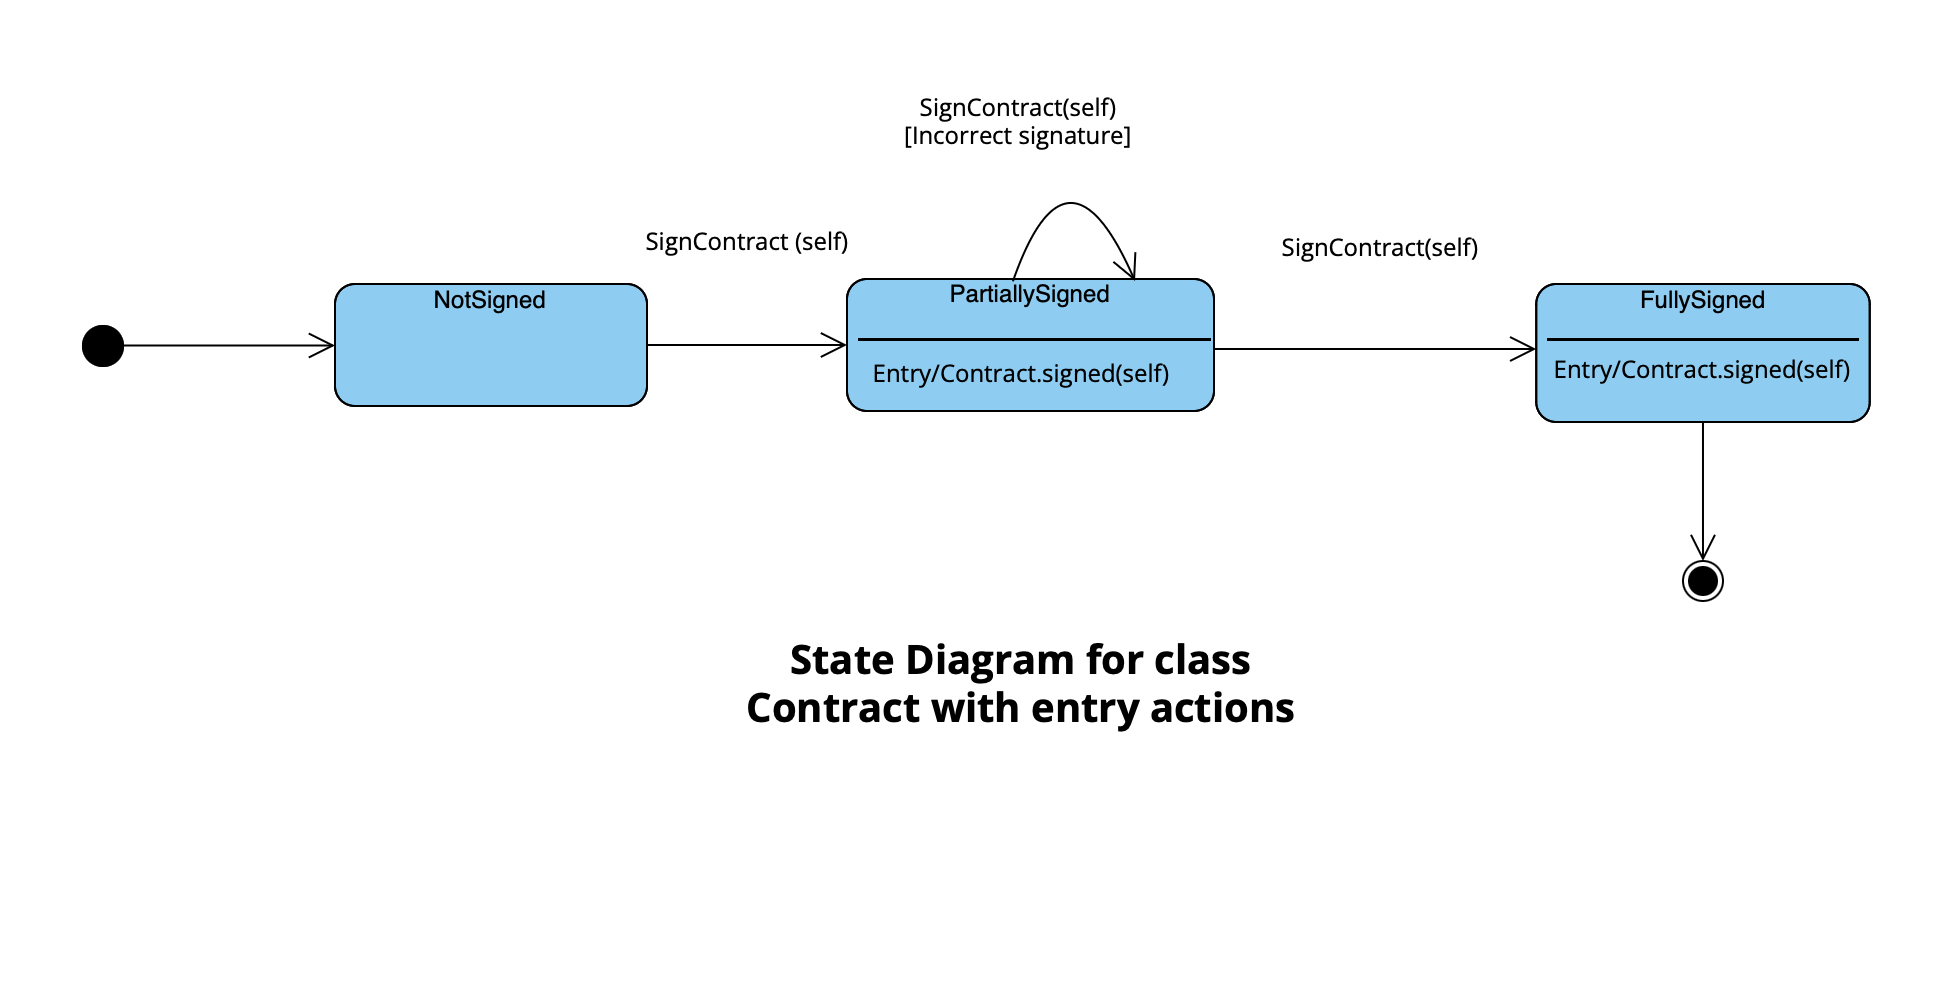 SignContract(self)
[Incorrect signature]
SignContract (self)
SignContract(self)
NotSigned
PartiallySigned
Entry/Contract.signed(self)
FullySigned
Entry/Contract.signed(self)
State Diagram for class
Contract with entry actions